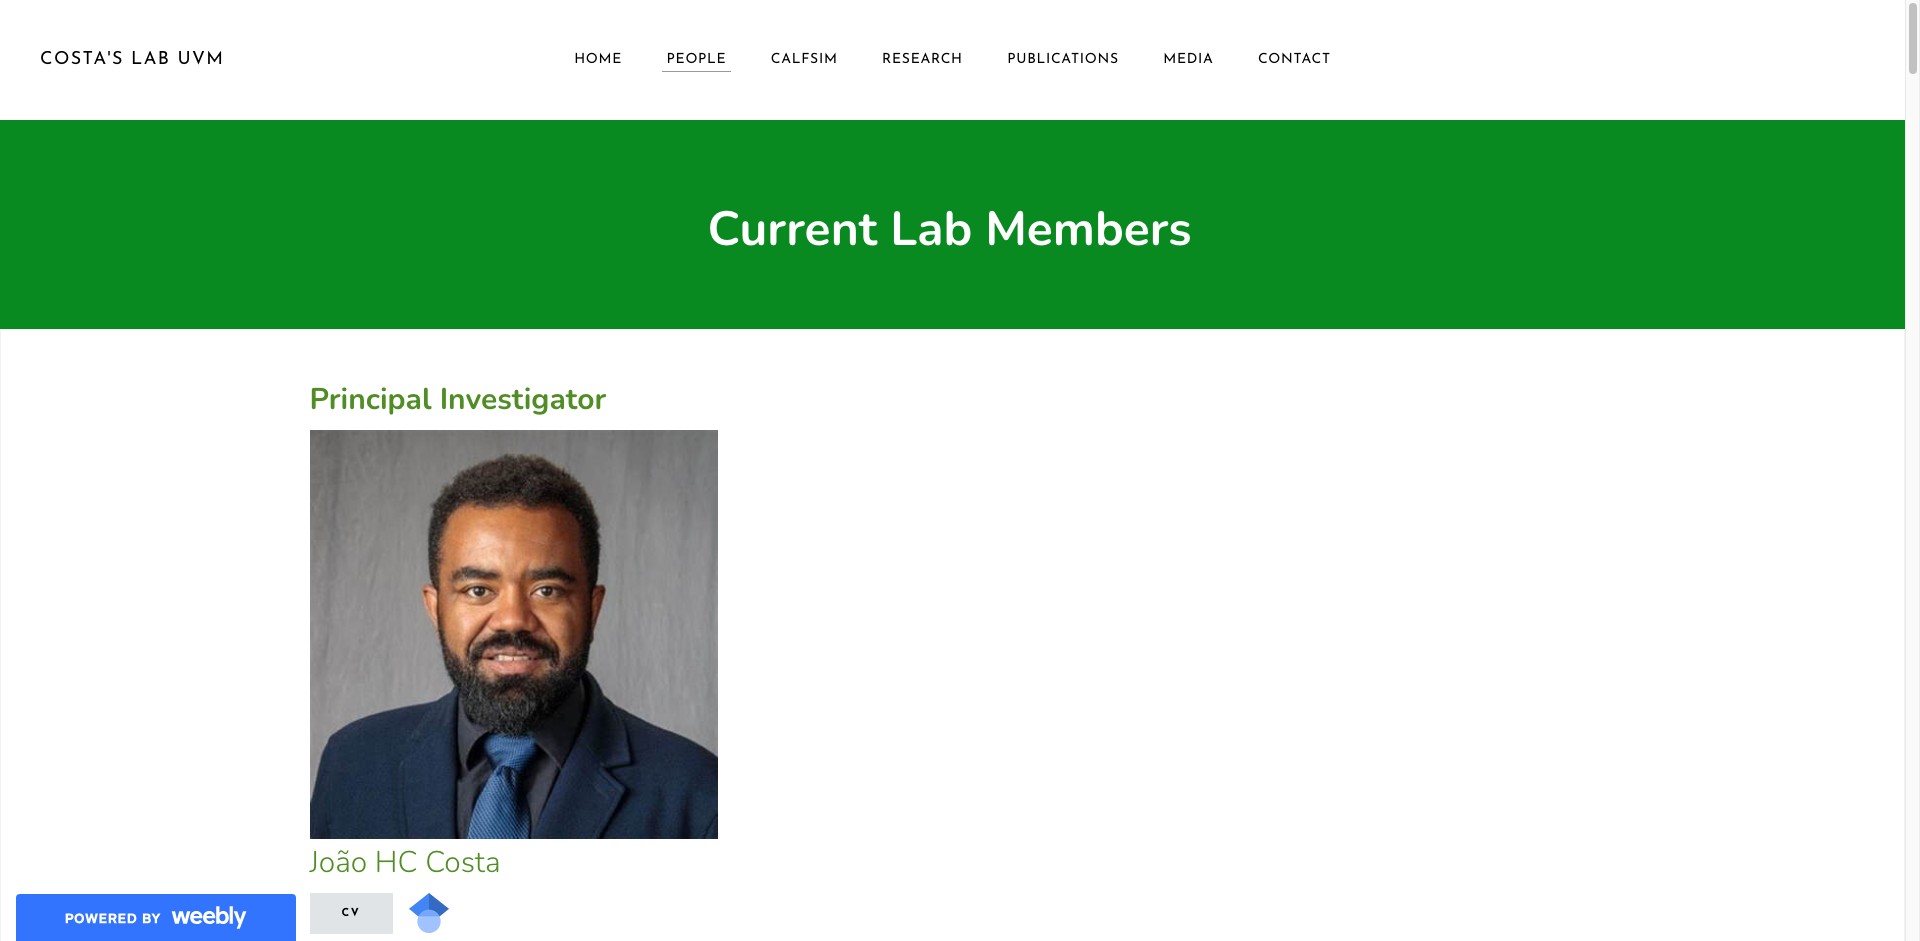 COSTA'S LAB UVM
HOME PEOPLE CALFSIM RESEARCH PUBLICATIONS MEDIA CONTACT
Current Lab Members
Principal Investigator
João HC Costa
CV
POWERED BY weebly